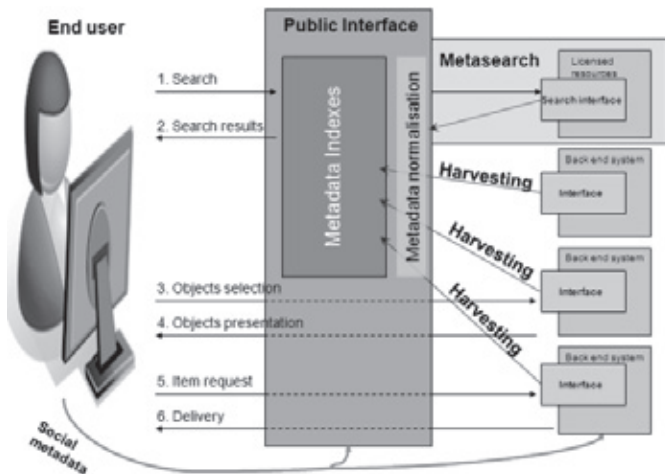 End user
Public Interface
Metasearch
Licensed
resources
Search interface
1. Search
2. Search results
Metadata Indexes
Metadata normalisation
Harvesting
Back end system
Interface
Harvesting
Back end system
Interface
3. Objects selection
4. Objects presentation
Harvesting
Back end system
Interface
5. Item request
6. Delivery
Social
metadata